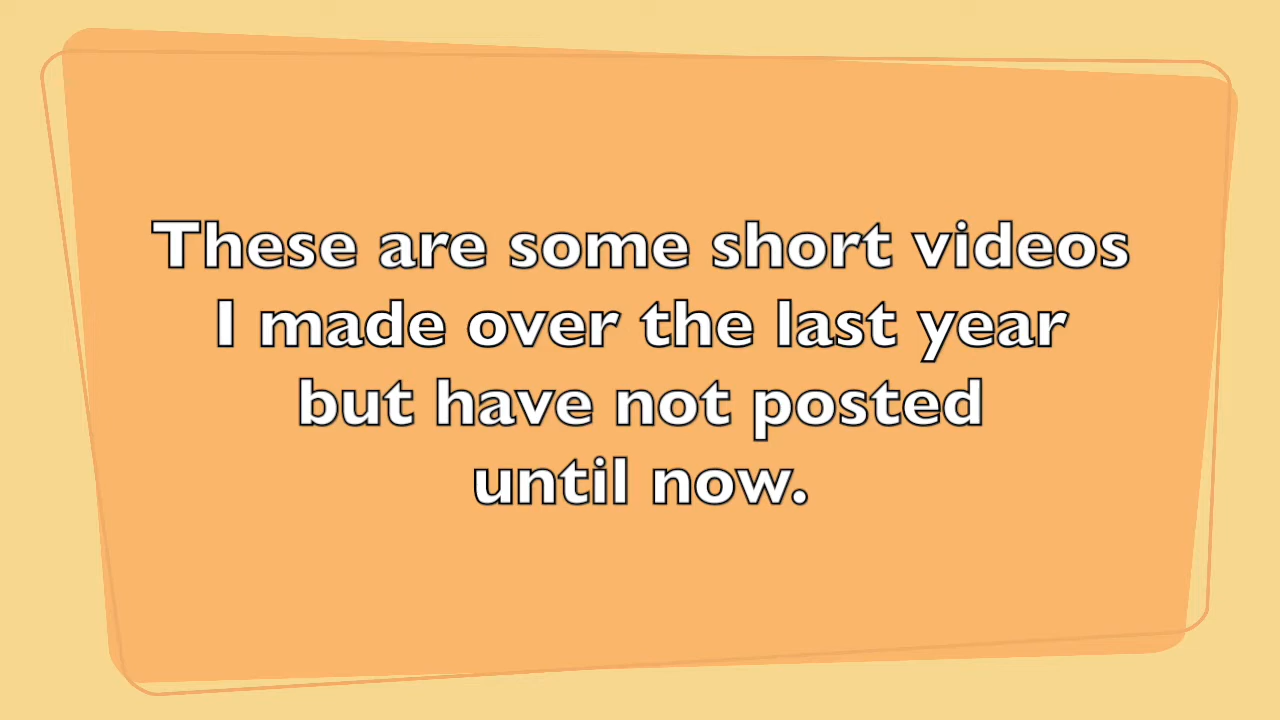 These are some short videos
I made over the last year
but have not posted
until now.